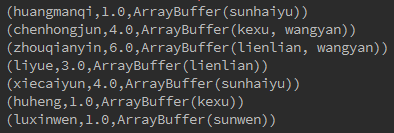 (huangmanqi,1.0,ArrayBuffer(sunhaiyu))
(chenhongjun,4.0,ArrayBuffer(kexu, wangyan))
(zhouqianyin,6.0,ArrayBuffer(lienlian, wangyan))
(liyue,3.0,ArrayBuffer(lienlian))
(xiecaiyun,4.0,ArrayBuffer(sunhaiyu))
(huheng,1.0,ArrayBuffer(kexu))
(luxinwen,1.0,ArrayBuffer(sunwen))